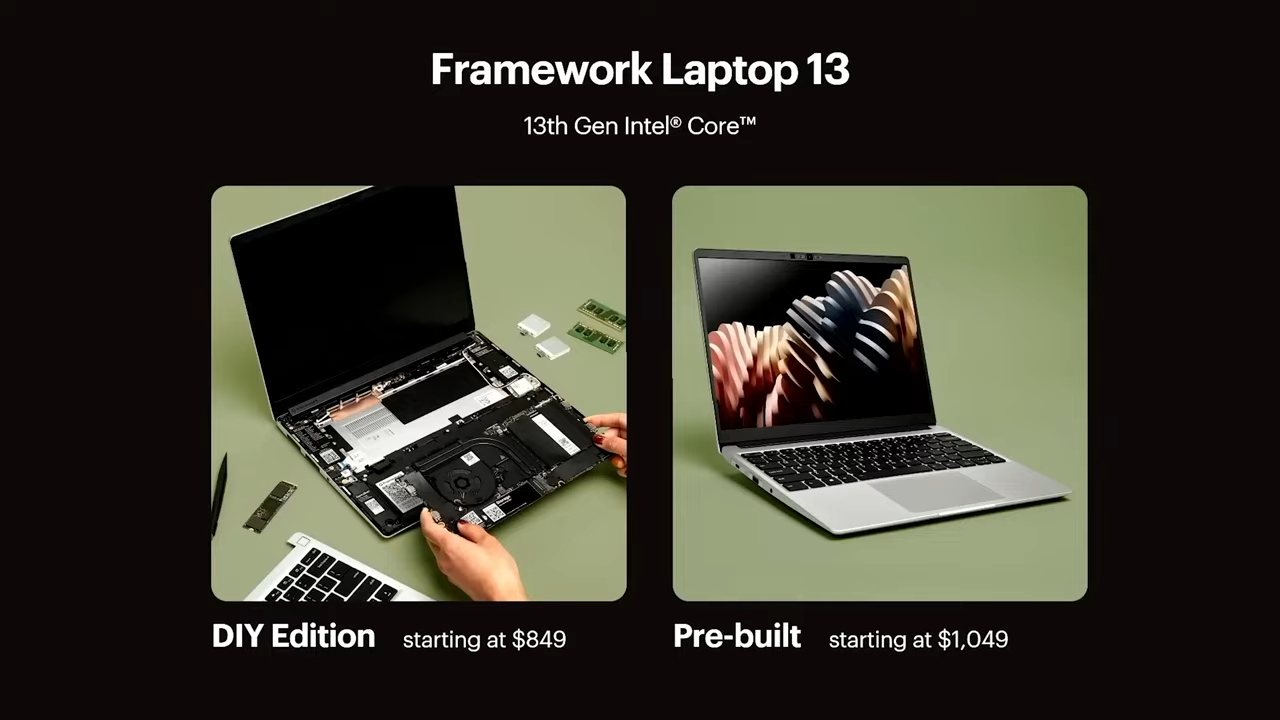 Framework Laptop 13
13th Gen Intel® Core™
DIY Edition starting at $849
Pre-built starting at $1,049